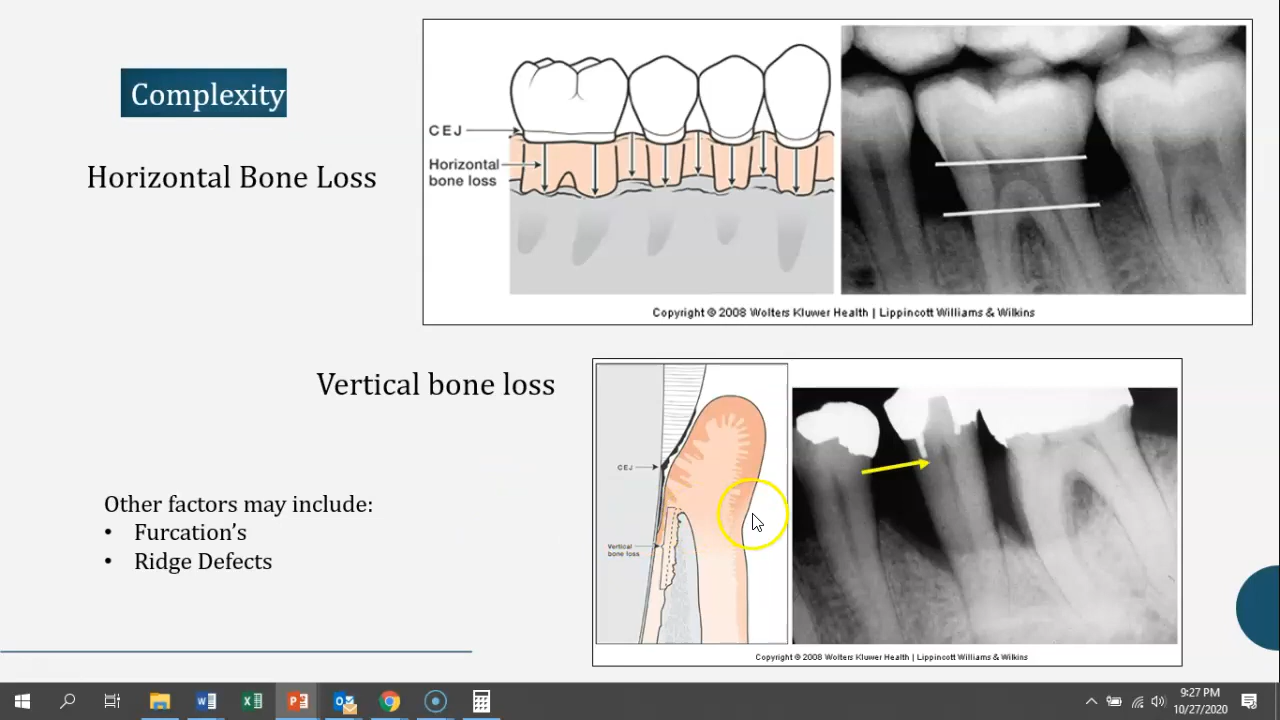 Complexity
Horizontal Bone Loss
CEJ
Horizontal
bone loss
Copyright © 2008 Wolters Kluwer Health | Lippincott Williams & Wilkins
Vertical bone loss
CEJ
Vertical
bone loss
Copyright © 2008 Wolters Kluwer Health | Lippincott Williams & Wilkins
Other factors may include:
• Furcation's
• Ridge Defects
9:27 PM
10/27/2020